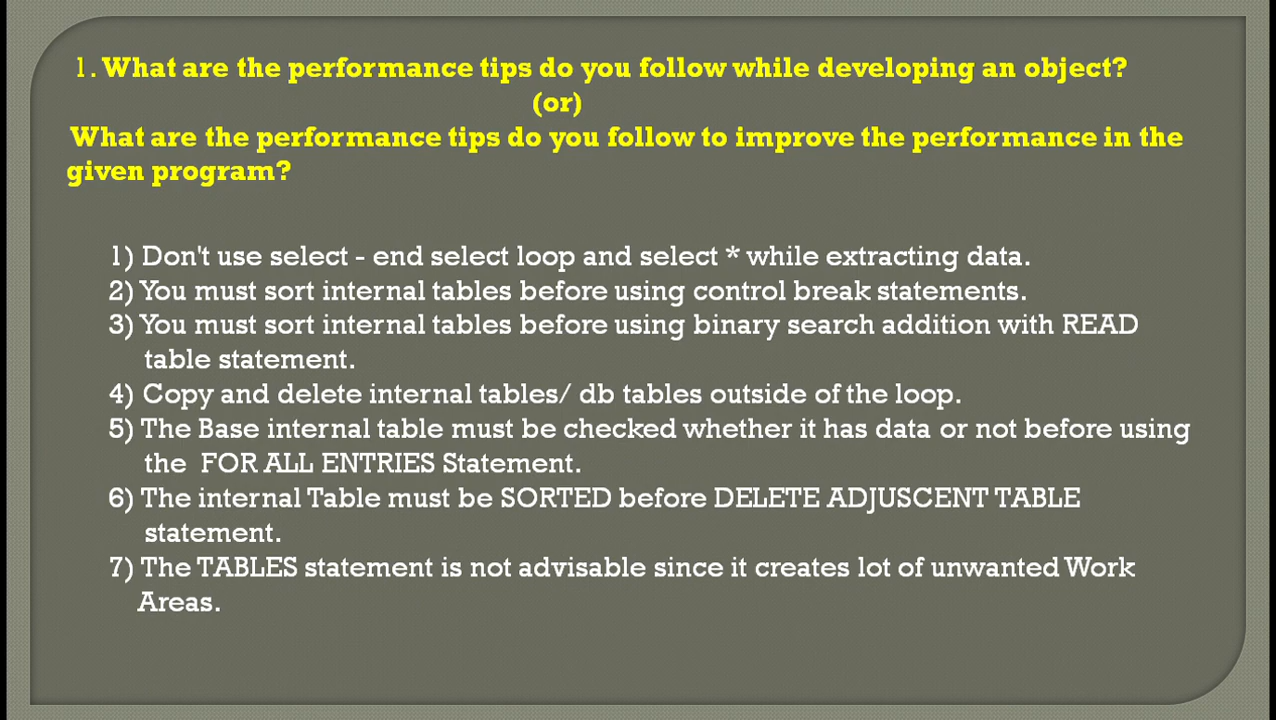 1. What are the performance tips do you follow while developing an object?
(or)
What are the performance tips do you follow to improve the performance in the
given program?
1) Don't use select - end select loop and select * while extracting data.
2) You must sort internal tables before using control break statements.
3) You must sort internal tables before using binary search addition with READ
table statement.
4) Copy and delete internal tables/ db tables outside of the loop.
5) The Base internal table must be checked whether it has data or not before using
the FOR ALL ENTRIES Statement.
6) The internal Table must be SORTED before DELETE ADJUSCENT TABLE
statement.
7) The TABLES statement is not advisable since it creates lot of unwanted Work
Areas.